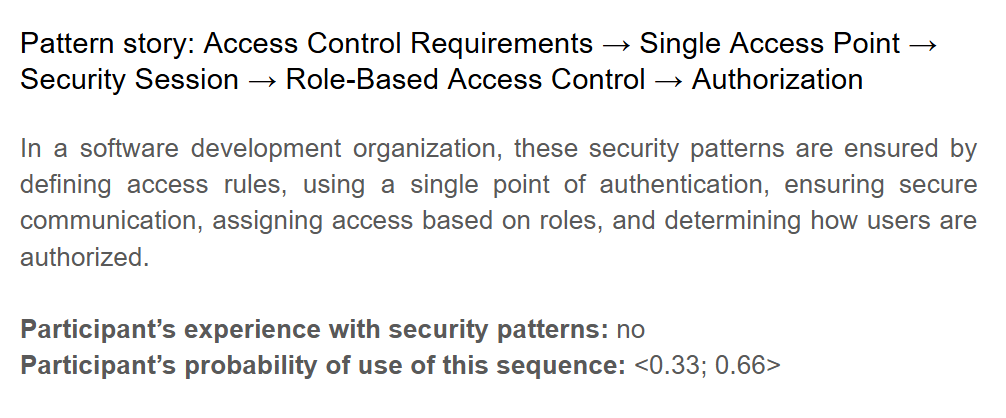 Pattern story: Access Control Requirements → Single Access Point →
Security Session → Role-Based Access Control → Authorization
In a software development organization, these security patterns are ensured by
defining access rules, using a single point of authentication, ensuring secure
communication, assigning access based on roles, and determining how users are
authorized.
Participant’s experience with security patterns: no
Participant’s probability of use of this sequence: <0.33; 0.66>